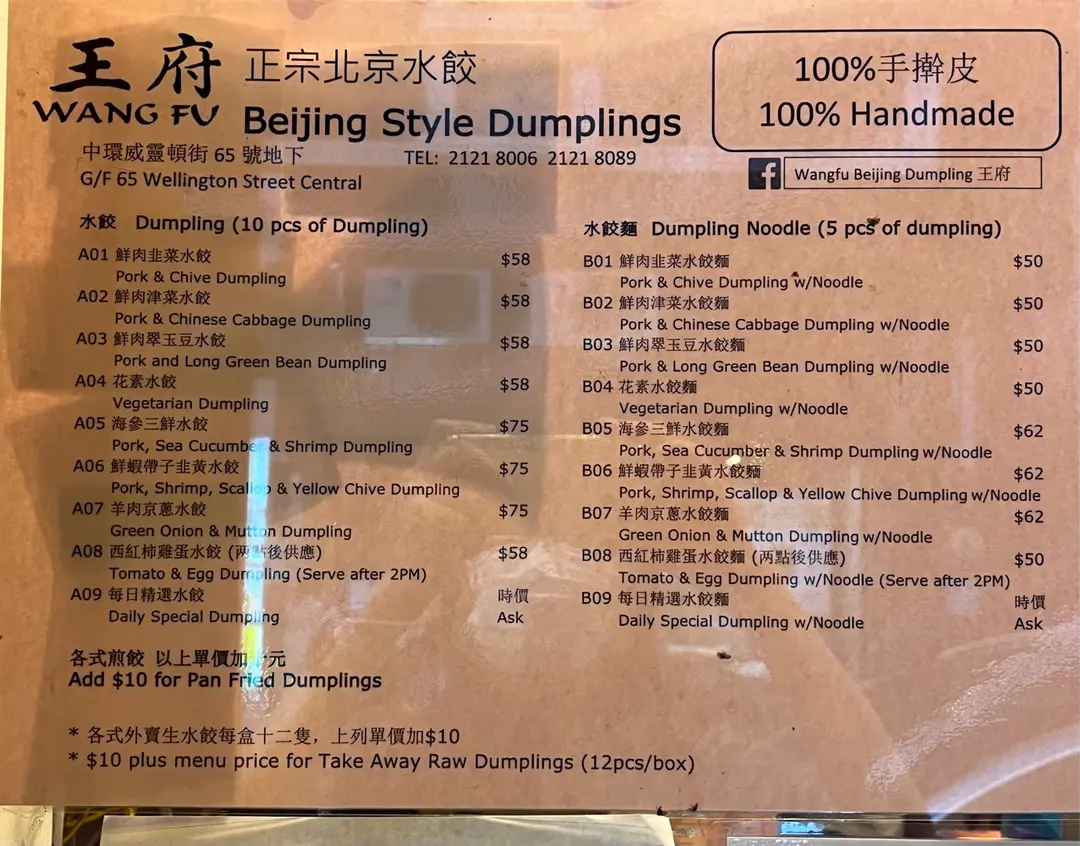 王府
WANG FU
正宗北京水餃
Beijing Style Dumplings
100%手擀皮
100% Handmade
中環威靈頓街 65 號地下
TEL: 2121 8006 2121 8089
G/F 65 Wellington Street Central
Wangfu Beijing Dumpling 王府
水餃 Dumpling (10 pcs of Dumpling)
A01 鮮肉韭菜水餃 $58
Pork & Chive Dumpling
A02 鮮肉津菜水餃 $58
Pork & Chinese Cabbage Dumpling
A03 鮮肉翠玉豆水餃 $58
Pork and Long Green Bean Dumpling
A04 花素水餃 $58
Vegetarian Dumpling
A05 海參三鮮水餃 $75
Pork, Sea Cucumber & Shrimp Dumpling
A06 鮮蝦帶子韭黃水餃 $75
Pork, Shrimp, Scallop & Yellow Chive Dumpling
A07 羊肉京蔥水餃 $75
Green Onion & Mutton Dumpling
A08 西紅柿雞蛋水餃 (两點後供應) $58
Tomato & Egg Dumpling (Serve after 2PM)
A09 每日精選水餃 時價
Daily Special Dumpling Ask
各式煎餃 以上單價加十元
Add $10 for Pan Fried Dumplings
水餃麵 Dumpling Noodle (5 pcs of dumpling)
B01 鮮肉韭菜水餃麵 $50
Pork & Chive Dumpling w/Noodle
B02 鮮肉津菜水餃麵 $50
Pork & Chinese Cabbage Dumpling w/Noodle
B03 鮮肉翠玉豆水餃麵 $50
Pork & Long Green Bean Dumpling w/Noodle
B04 花素水餃麵 $50
Vegetarian Dumpling w/Noodle
B05 海參三鮮水餃麵 $62
Pork, Sea Cucumber & Shrimp Dumpling w/Noodle
B06 鮮蝦帶子韭黃水餃麵 $62
Pork, Shrimp, Scallop & Yellow Chive Dumpling w/Noodle
B07 羊肉京蔥水餃麵 $62
Green Onion & Mutton Dumpling w/Noodle
B08 西紅柿雞蛋水餃麵 (两點後供應) $50
Tomato & Egg Dumpling w/Noodle (Serve after 2PM)
B09 每日精選水餃麵 時價
Daily Special Dumpling w/Noodle Ask
* 各式外賣生水餃每盒十二隻，上列單價加$10
* $10 plus menu price for Take Away Raw Dumplings (12pcs/box)